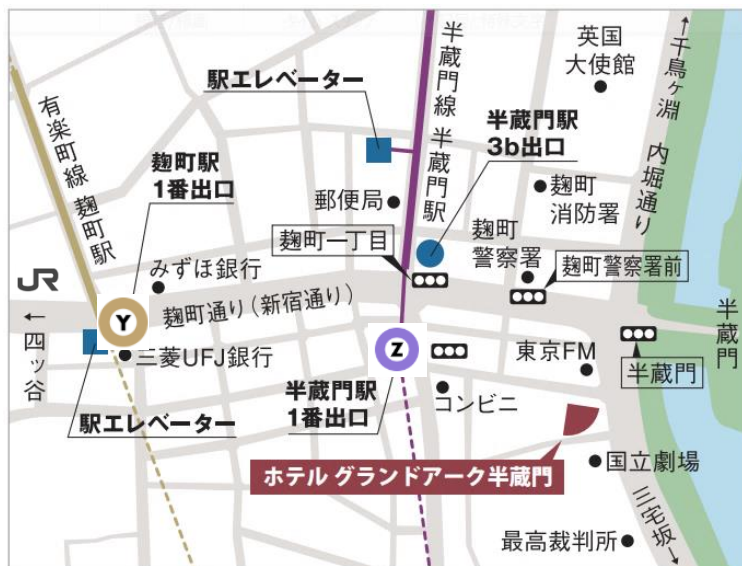 英国
大使館
↑千鳥ヶ淵
内堀通り
半蔵門線 半蔵門駅
駅エレベーター
半蔵門駅
3b出口
有楽町線 麹町駅
麹町駅
1番出口
郵便局
麹町
消防署
麹町一丁目
麹町
警察署
麹町警察署前
JR
みずほ銀行
麹町通り(新宿通り)
半蔵門
←四ッ谷
Y
三菱UFJ銀行
Z
東京FM
半蔵門
半蔵門駅
1番出口
コンビニ
駅エレベーター
ホテル グランドアーク半蔵門
国立劇場
三宅坂↓
最高裁判所